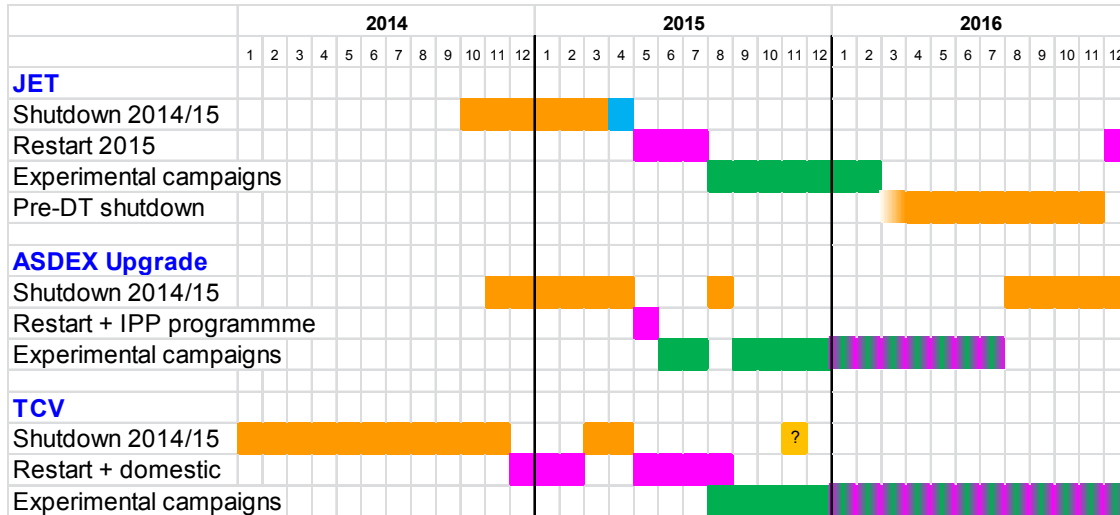 2014 2015 2016
1 2 3 4 5 6 7 8 9 10 11 12 1 2 3 4 5 6 7 8 9 10 11 12 1 2 3 4 5 6 7 8 9 10 11 12
JET
Shutdown 2014/15
Restart 2015
Experimental campaigns
Pre-DT shutdown
ASDEX Upgrade
Shutdown 2014/15
Restart + IPP programmme
Experimental campaigns
TCV
Shutdown 2014/15 ?
Restart + domestic
Experimental campaigns